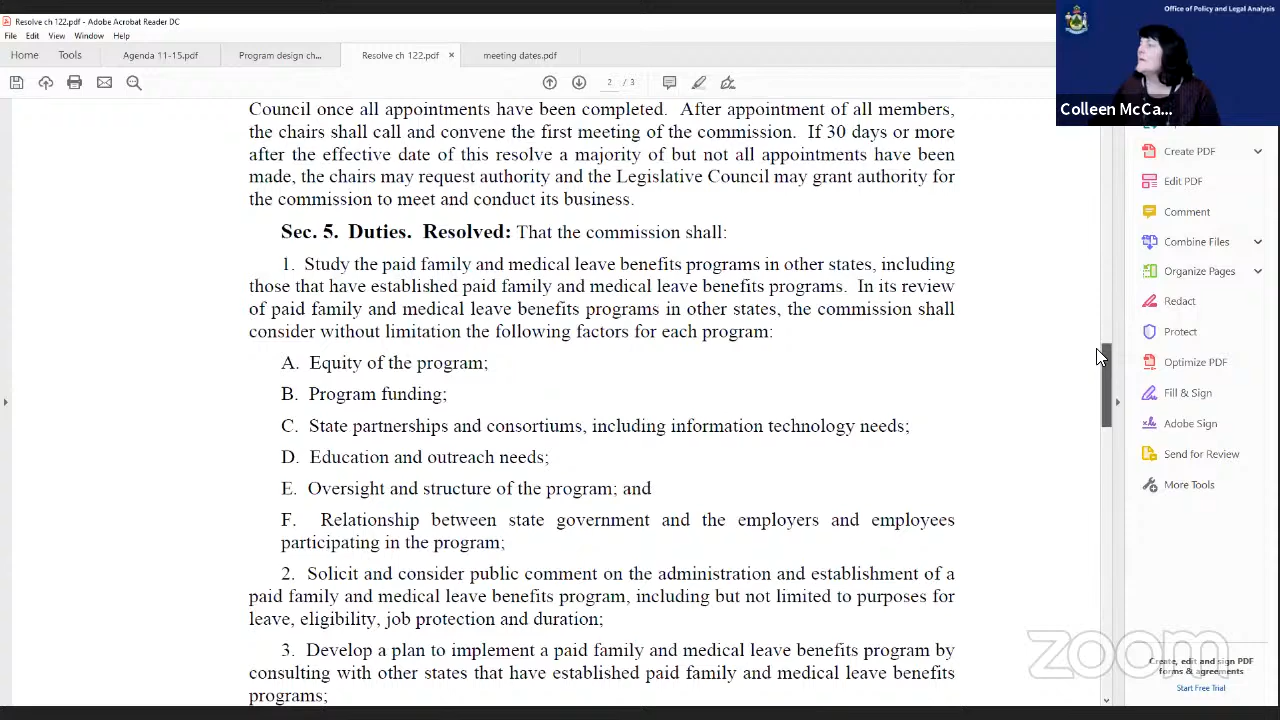 Resolve ch 122.pdf - Adobe Acrobat Reader DC
File Edit View Window Help
Home Tools Agenda 11-15.pdf Program design ch... Resolve ch 122.pdf × meeting dates.pdf
2 / 3
Office of Policy and Legal Analysis
Colleen McCa...
Council once all appointments have been completed. After appointment of all members,
the chairs shall call and convene the first meeting of the commission. If 30 days or more
after the effective date of this resolve a majority of but not all appointments have been
made, the chairs may request authority and the Legislative Council may grant authority for
the commission to meet and conduct its business.
Sec. 5. Duties. Resolved: That the commission shall:
1. Study the paid family and medical leave benefits programs in other states, including
those that have established paid family and medical leave benefits programs. In its review
of paid family and medical leave benefits programs in other states, the commission shall
consider without limitation the following factors for each program:
A. Equity of the program;
B. Program funding;
C. State partnerships and consortiums, including information technology needs;
D. Education and outreach needs;
E. Oversight and structure of the program; and
F. Relationship between state government and the employers and employees
participating in the program;
2. Solicit and consider public comment on the administration and establishment of a
paid family and medical leave benefits program, including but not limited to purposes for
leave, eligibility, job protection and duration;
3. Develop a plan to implement a paid family and medical leave benefits program by
consulting with other states that have established paid family and medical leave benefits
programs;
Create PDF
Edit PDF
Comment
Combine Files
Organize Pages
Redact
Protect
Optimize PDF
Fill & Sign
Adobe Sign
Send for Review
More Tools
zoom
Create, edit and sign PDF
forms & agreements
Start Free Trial